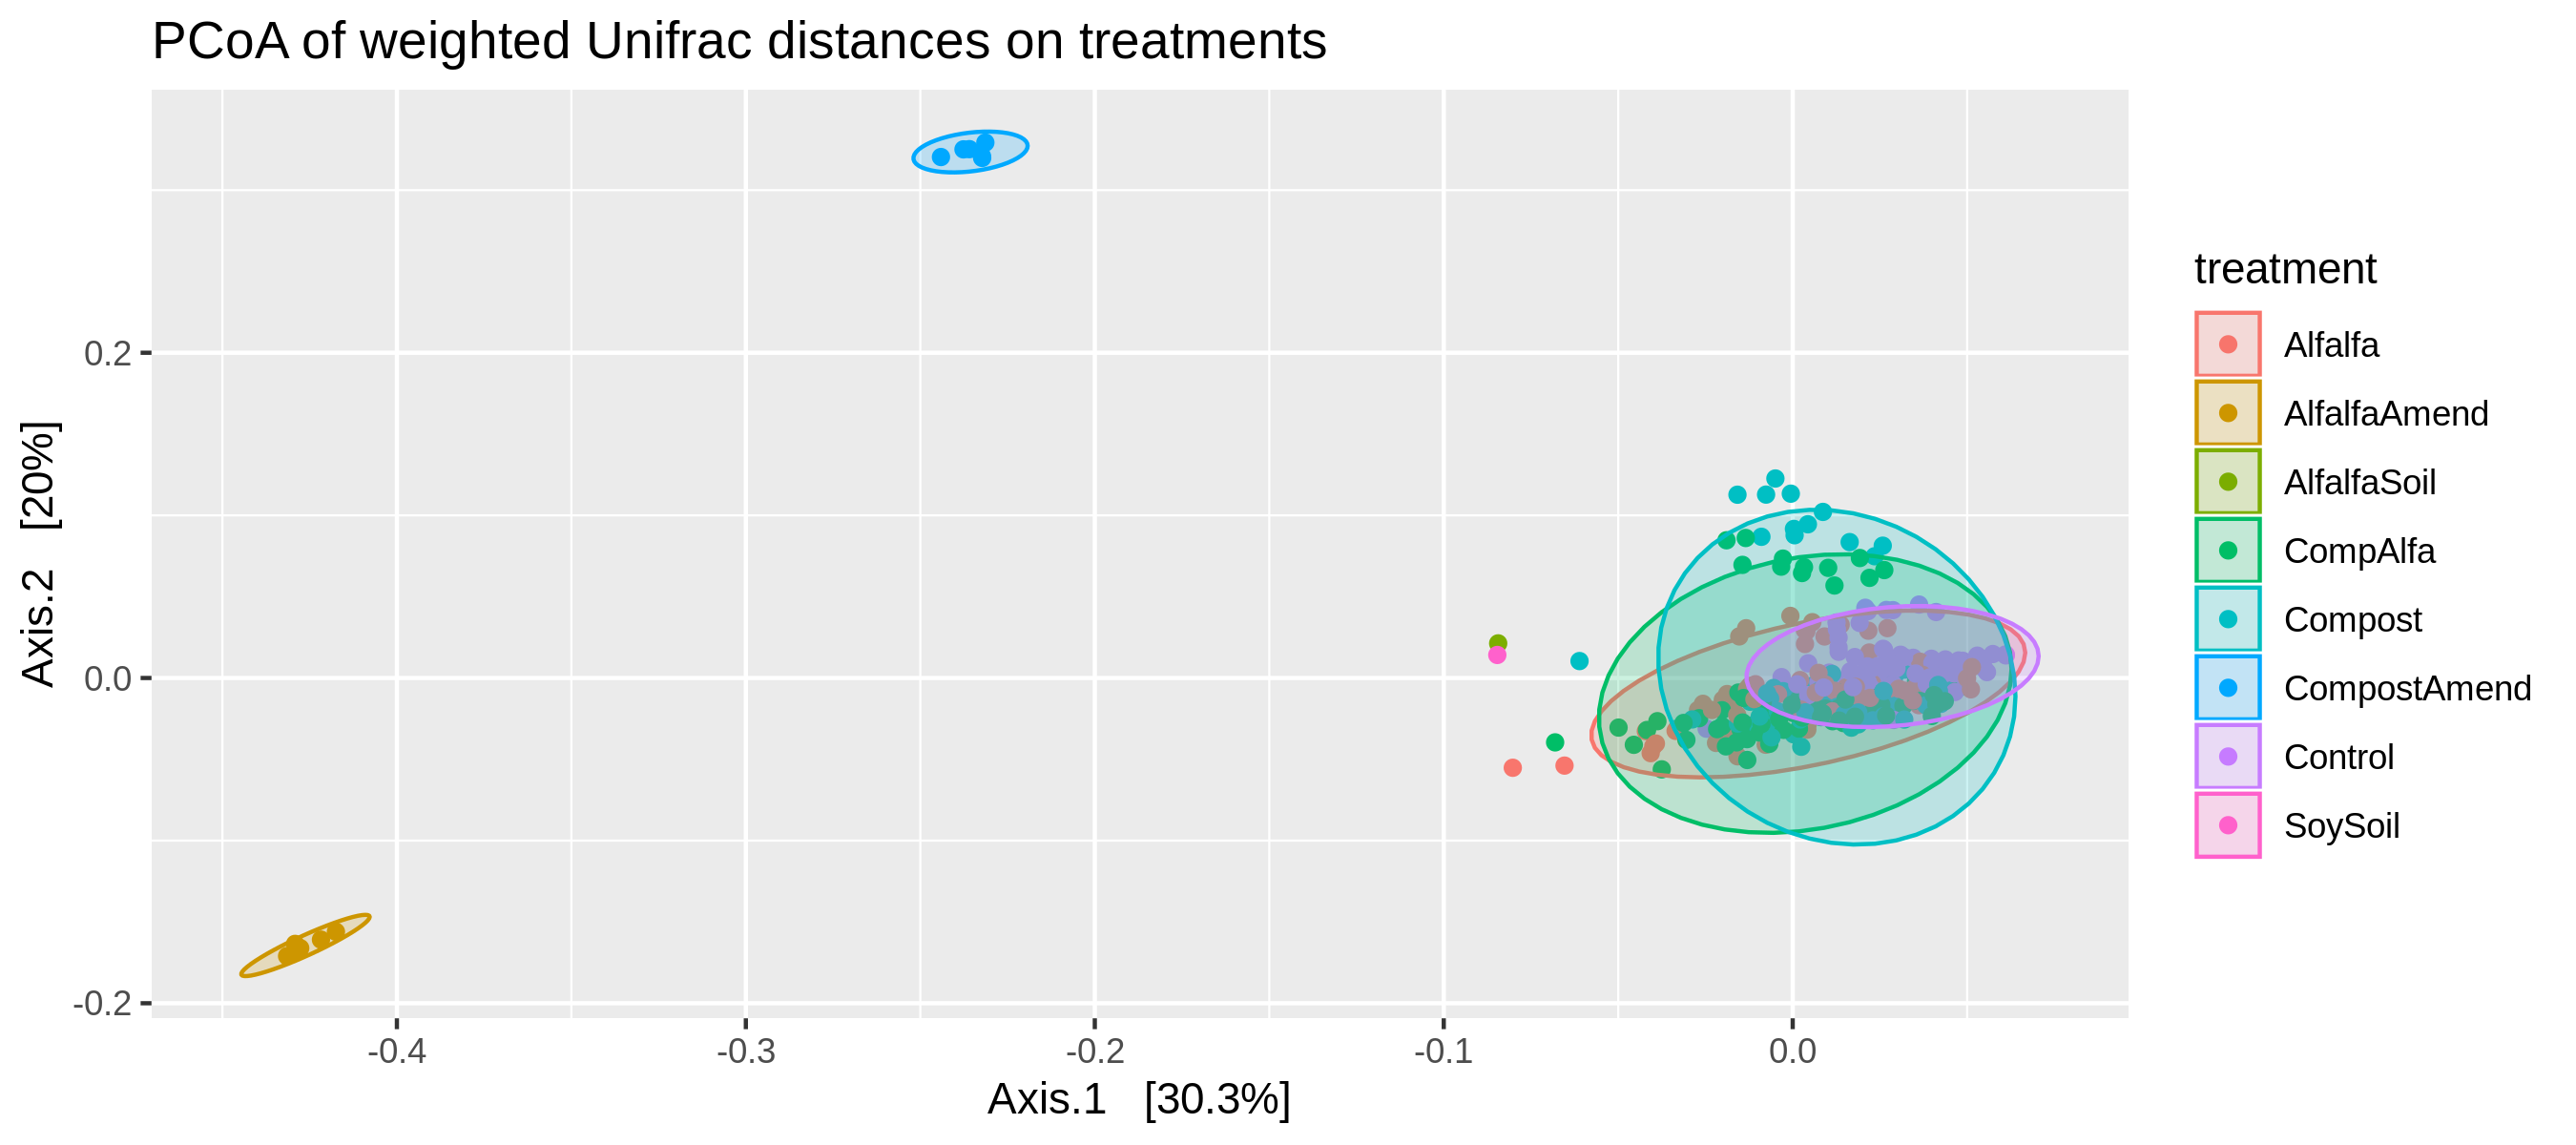 PCoA of weighted Unifrac distances on treatments
0.2
0.0
-0.2
Axis.2 [20%]
-0.4 -0.3 -0.2 -0.1 0.0
Axis.1 [30.3%]
treatment
Alfalfa
AlfalfaAmend
AlfalfaSoil
CompAlfa
Compost
CompostAmend
Control
SoySoil